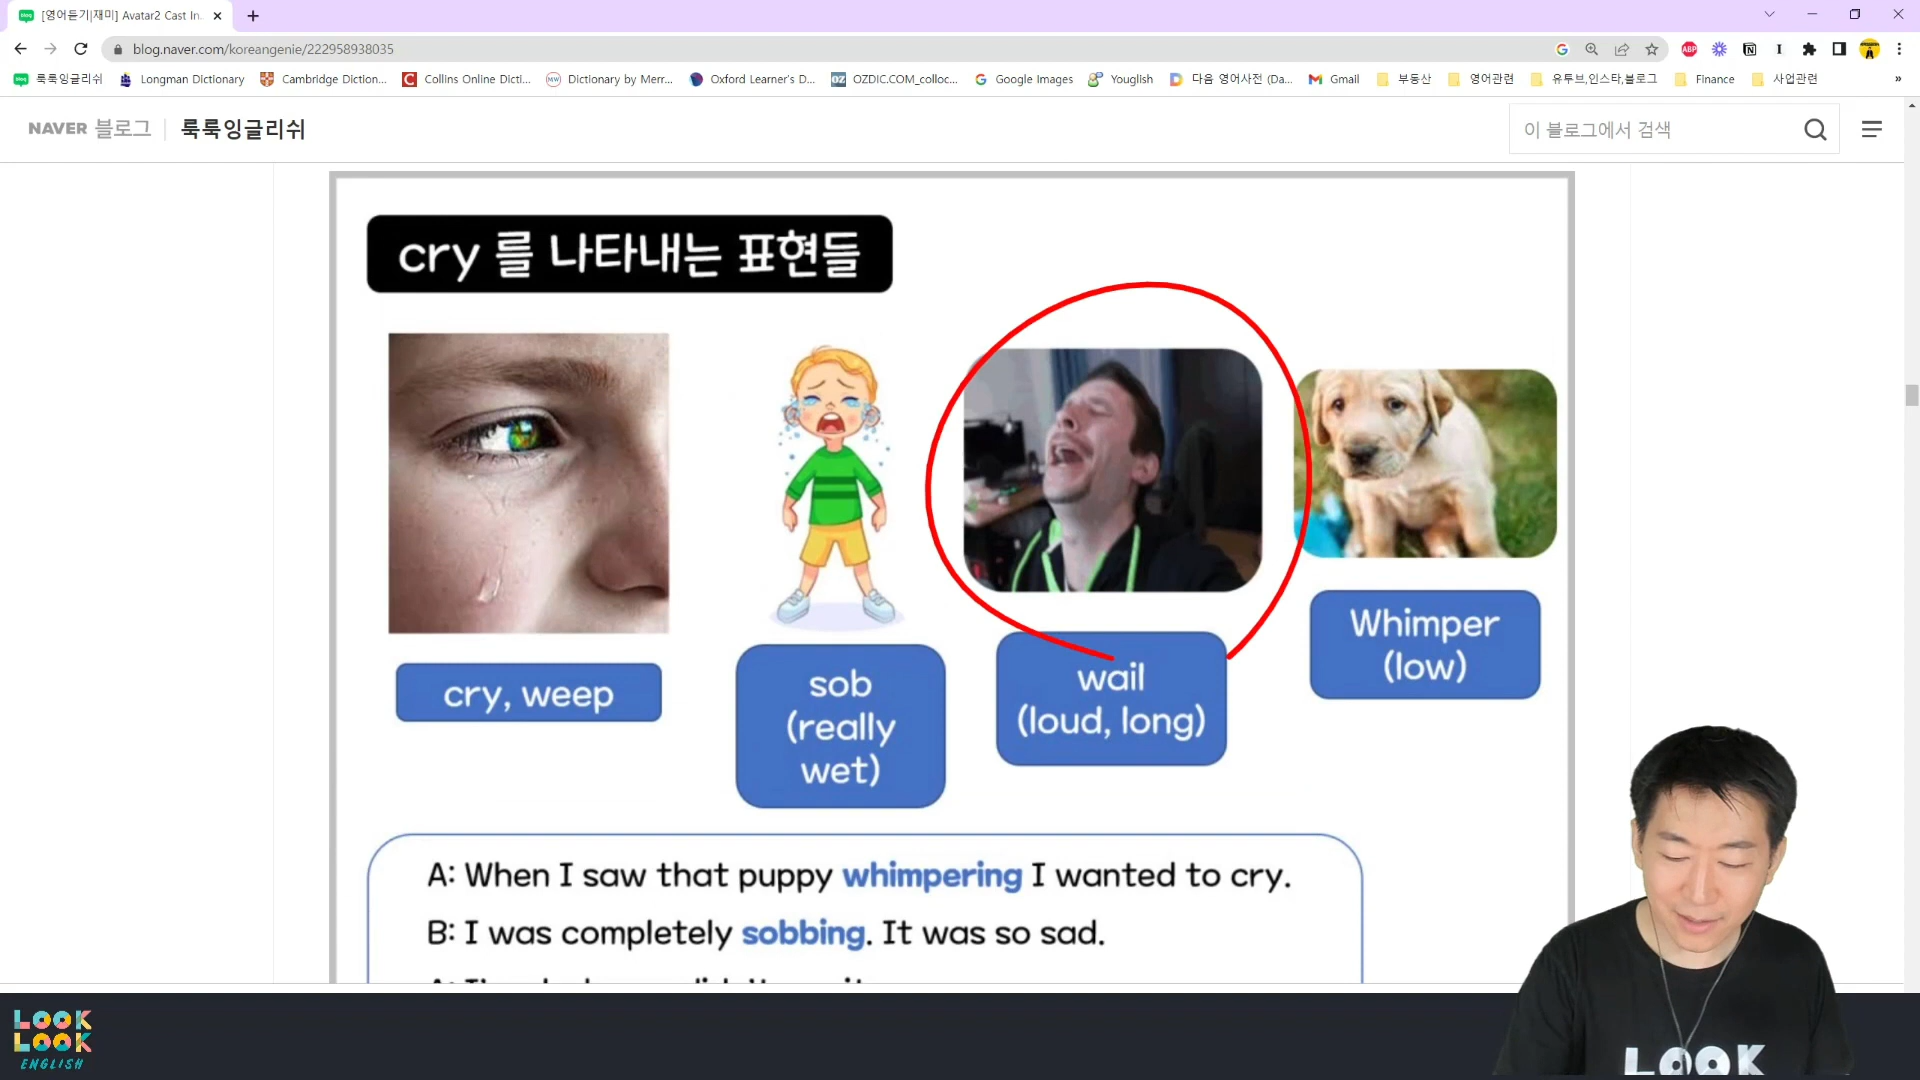 [영어듣기|재미] Avatar2 Cast In
blog.naver.com/koreangenie/222958938035
룩룩잉글리쉬
Longman Dictionary
Cambridge Diction...
Collins Online Dicti...
Dictionary by Merr...
Oxford Learner's D...
OZDIC.COM_colloc...
Google Images
Youglish
다음 영어사전 (Da...
Gmail
부동산
영어관련
유투브,인스타,블로그
Finance
사업관련
»
NAVER 블로그
룩룩잉글리쉬
이 블로그에서 검색
cry 를 나타내는 표현들
cry, weep
sob
(really
wet)
wail
(loud, long)
Whimper
(low)
A: When I saw that puppy whimpering I wanted to cry.
B: I was completely sobbing. It was so sad.
LOOK
LOOK
ENGLISH
LOOK